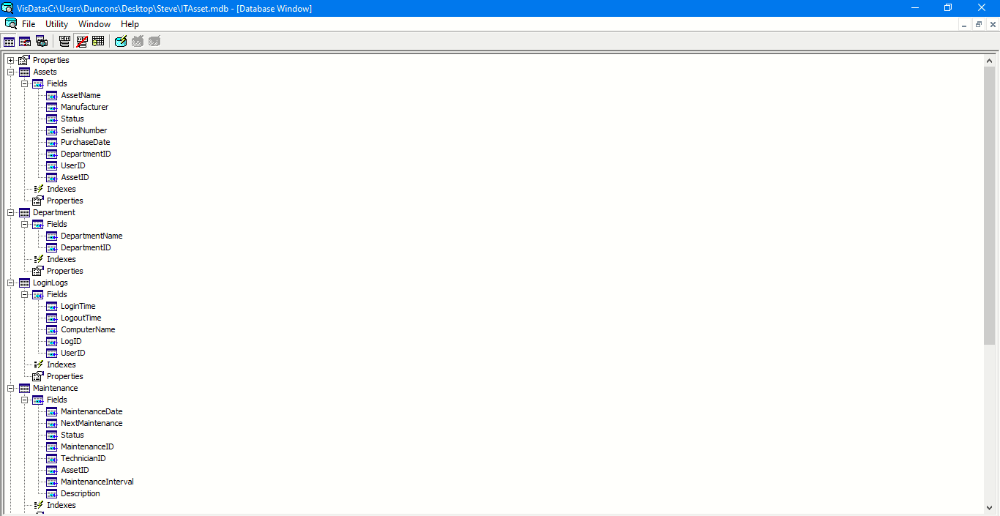 VisData:C:\Users\Duncons\Desktop\Steve\ITAsset.mdb - [Database Window]
File Utility Window Help
Properties
Assets
Fields
AssetName
Manufacturer
Status
SerialNumber
PurchaseDate
DepartmentID
UserID
AssetID
Indexes
Properties
Department
Fields
DepartmentName
DepartmentID
Indexes
Properties
LoginLogs
Fields
LoginTime
LogoutTime
ComputerName
LogID
UserID
Indexes
Properties
Maintenance
Fields
MaintenanceDate
NextMaintenance
Status
MaintenanceID
TechnicianID
AssetID
MaintenanceInterval
Description
Indexes